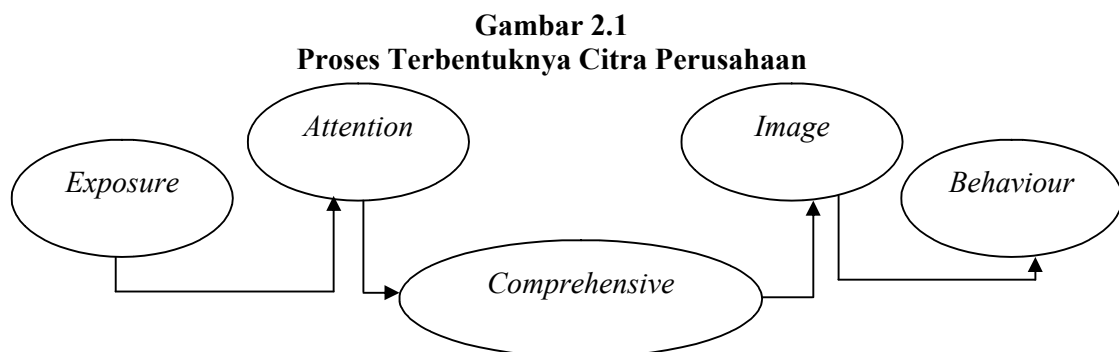 Gambar 2.1
Proses Terbentuknya Citra Perusahaan
Exposure
Attention
Comprehensive
Image
Behaviour